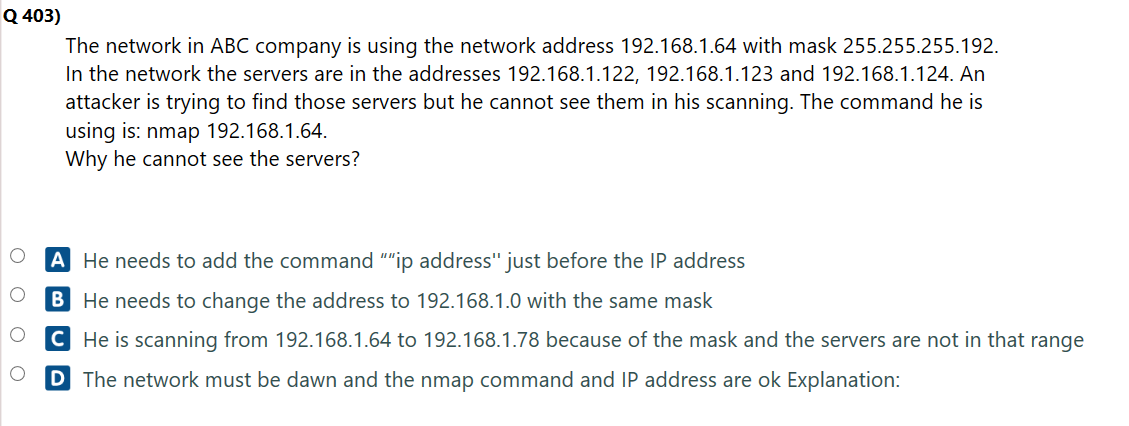 Q 403)
The network in ABC company is using the network address 192.168.1.64 with mask 255.255.255.192.
In the network the servers are in the addresses 192.168.1.122, 192.168.1.123 and 192.168.1.124. An
attacker is trying to find those servers but he cannot see them in his scanning. The command he is
using is: nmap 192.168.1.64.
Why he cannot see the servers?
A He needs to add the command ““ip address" just before the IP address
B He needs to change the address to 192.168.1.0 with the same mask
C He is scanning from 192.168.1.64 to 192.168.1.78 because of the mask and the servers are not in that range
D The network must be dawn and the nmap command and IP address are ok Explanation: